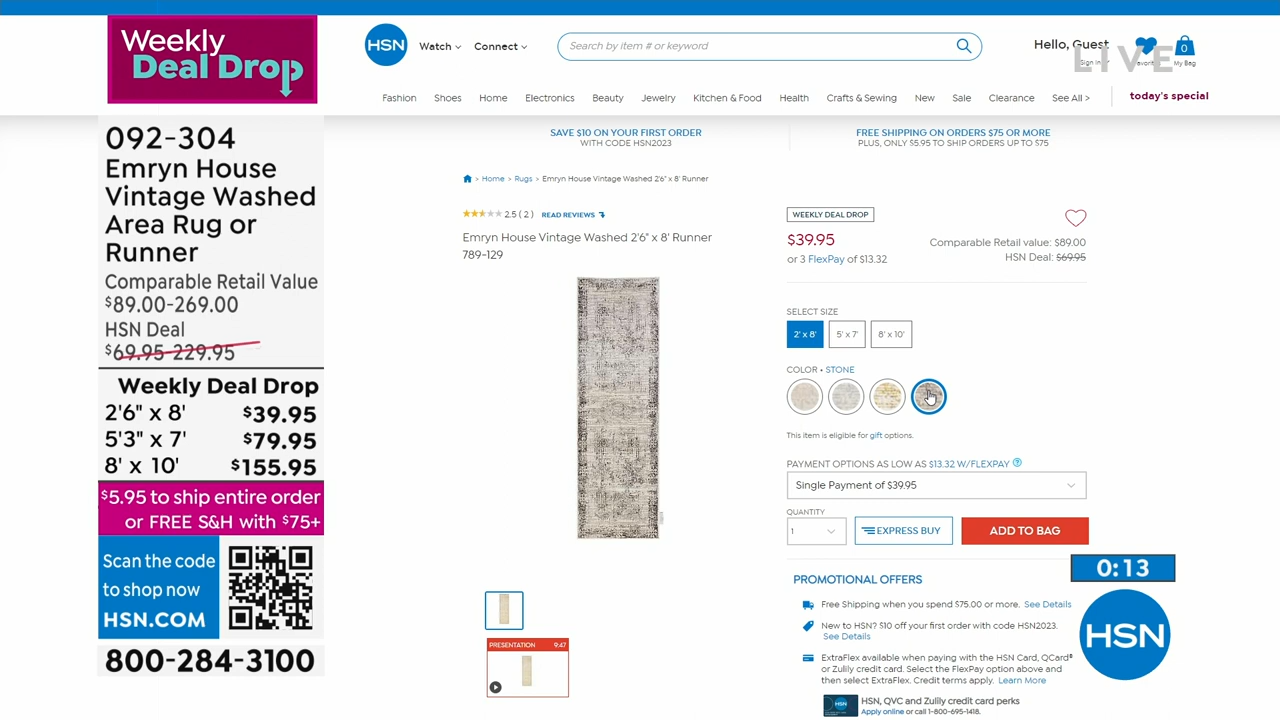 Weekly
Deal Drop
092-304
Emryn House
Vintage Washed
Area Rug or
Runner
Comparable Retail Value
$89.00-269.00
HSN Deal
$69.95-229.95
Weekly Deal Drop
2'6" x 8' $39.95
5'3" x 7' $79.95
8' x 10' $155.95
$5.95 to ship entire order
or FREE S&H with $75+
Scan the code
to shop now
HSN.COM
800-284-3100
HSN Watch Connect Search by item # or keyword Hello, Guest 0
Sign In My Bag
LIVE
Fashion Shoes Home Electronics Beauty Jewelry Kitchen & Food Health Crafts & Sewing New Sale Clearance See All > today's special
SAVE $10 ON YOUR FIRST ORDER
WITH CODE HSN2023
FREE SHIPPING ON ORDERS $75 OR MORE
PLUS, ONLY $5.95 TO SHIP ORDERS UP TO $75
> Home > Rugs > Emryn House Vintage Washed 2'6" x 8' Runner
2.5 ( 2 ) READ REVIEWS
Emryn House Vintage Washed 2'6" x 8' Runner
789-129
WEEKLY DEAL DROP
$39.95
or 3 FlexPay of $13.32
Comparable Retail value: $89.00
HSN Deal: $69.95
SELECT SIZE
2' x 8' 5' x 7' 8' x 10'
COLOR • STONE
This item is eligible for gift options.
PAYMENT OPTIONS AS LOW AS $13.32 W/FLEXPAY ?
Single Payment of $39.95
QUANTITY
1 EXPRESS BUY ADD TO BAG
PROMOTIONAL OFFERS
Free Shipping when you spend $75.00 or more. See Details
New to HSN? $10 off your first order with code HSN2023.
See Details
ExtraFlex available when paying with the HSN Card, QCard®
or Zulily credit card. Select the FlexPay option above and
then select ExtraFlex. Credit terms apply. Learn More
HSN HSN, QVC and Zulily credit card perks
Apply online or call 1-800-695-1418.
PRESENTATION 9:47
0:13
HSN